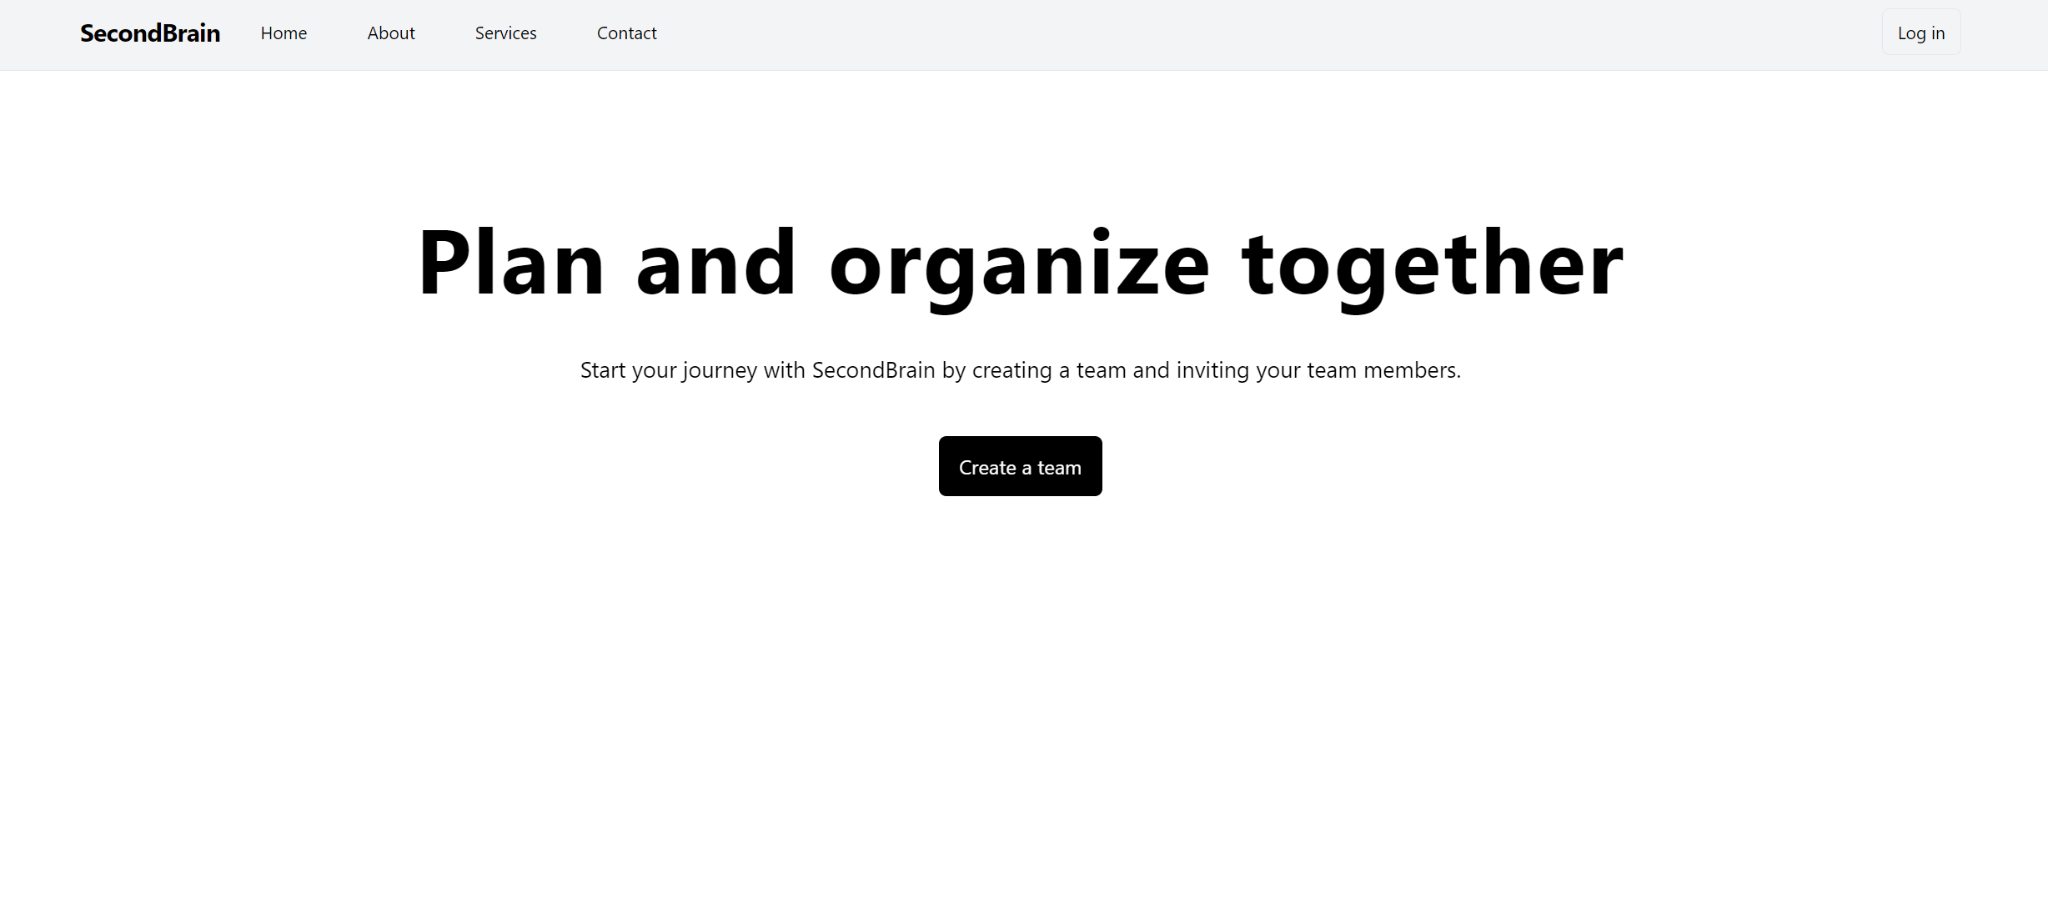 SecondBrain Home About Services Contact Log in
Plan and organize together
Start your journey with SecondBrain by creating a team and inviting your team members.
Create a team